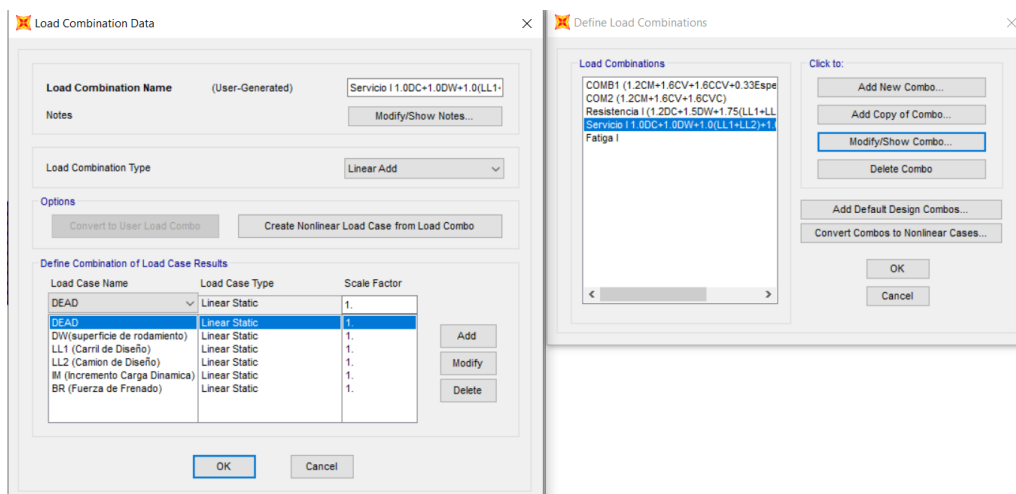 Load Combination Data
Load Combination Name (User-Generated) Servicio I 1.0DC+1.0DW+1.0(LL1+
Notes Modify/Show Notes...
Load Combination Type Linear Add
Options
Convert to User Load Combo Create Nonlinear Load Case from Load Combo
Define Combination of Load Case Results
Load Case Name Load Case Type Scale Factor
DEAD Linear Static 1.
DEAD Linear Static 1.
DW(superficie de rodamiento) Linear Static 1.
LL1 (Carril de Diseño) Linear Static 1.
LL2 (Camion de Diseño) Linear Static 1.
IM (Incremento Carga Dinamica) Linear Static 1.
BR (Fuerza de Frenado) Linear Static 1.
Add
Modify
Delete
OK Cancel
Define Load Combinations
Load Combinations
COMB1 (1.2CM+1.6CV+1.6CCV+0.33Espe
COM2 (1.2CM+1.6CV+1.6CVC)
Resistencia I (1.2DC+1.5DW+1.75(LL1+LL
Servicio I 1.0DC+1.0DW+1.0(LL1+LL2)+1.
Fatiga I
Click to:
Add New Combo...
Add Copy of Combo...
Modify/Show Combo...
Delete Combo
Add Default Design Combos...
Convert Combos to Nonlinear Cases...
OK
Cancel